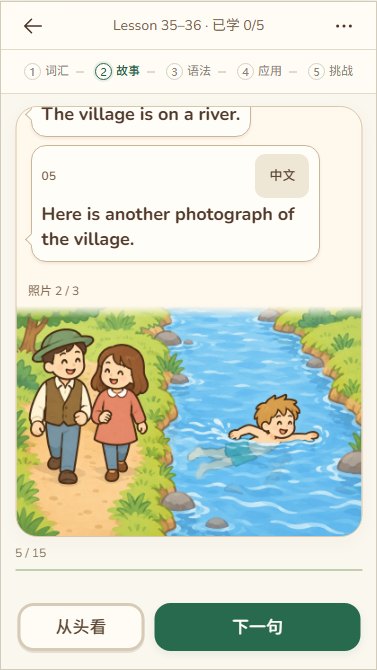 Lesson 35–36 · 已学 0/5
1 词汇 – 2 故事 – 3 语法 – 4 应用 – 5 挑战
The village is on a river.
05
中文
Here is another photograph of
the village.
照片 2 / 3
5 / 15
从头看
下一句